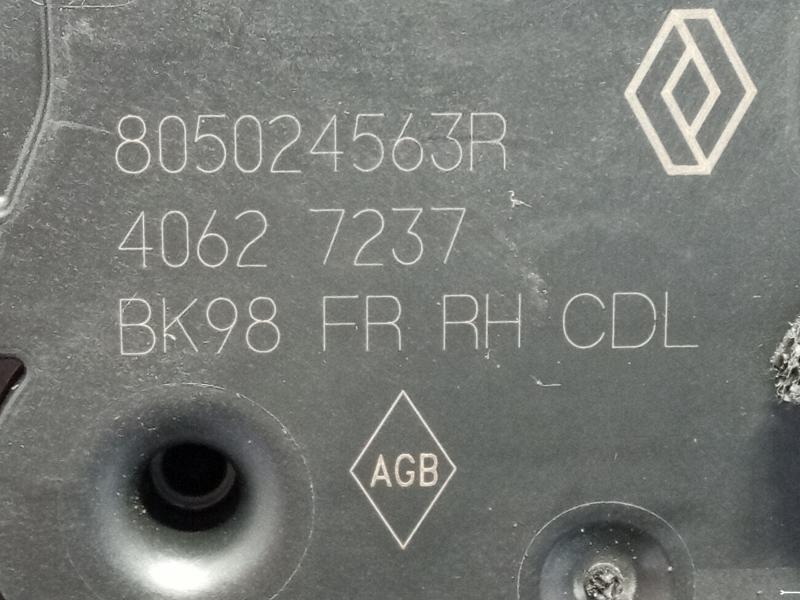 805024563R
4062 7237
BK98 FR RH CDL
AGB